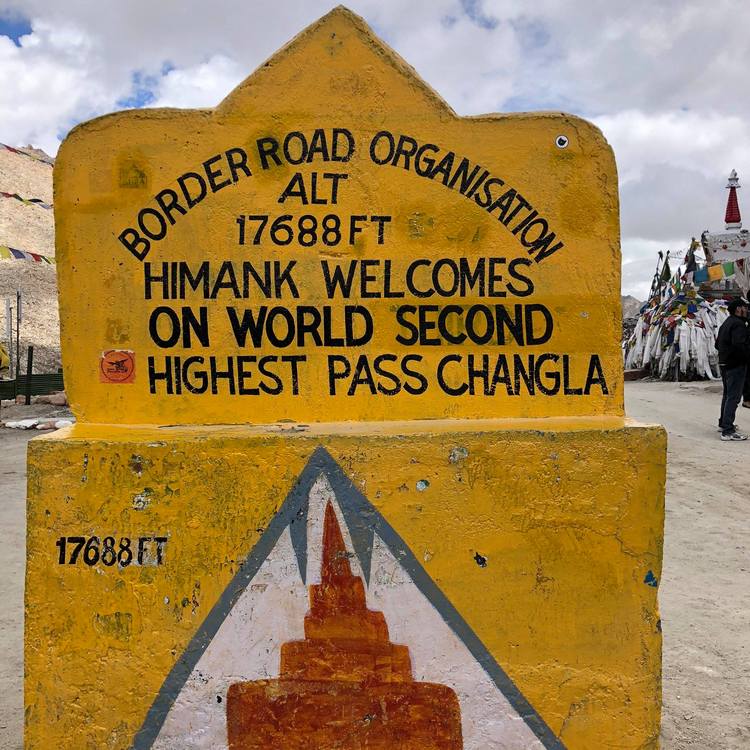 BORDER ROAD ORGANISATION
ALT
17688 FT
HIMANK WELCOMES
ON WORLD SECOND
HIGHEST PASS CHANGLA
17688 FT